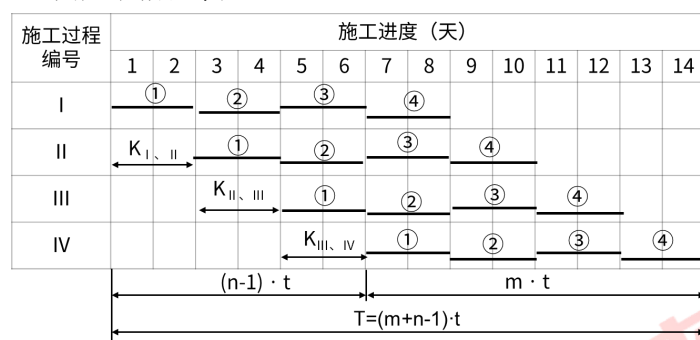 施工过程
编号
施工进度（天）
1 2 3 4 5 6 7 8 9 10 11 12 13 14
I ① ② ③ ④
II K I、II ① ② ③ ④
III K II、III ① ② ③ ④
IV K III、IV ① ② ③ ④
(n-1)·t m·t
T=(m+n-1)·t